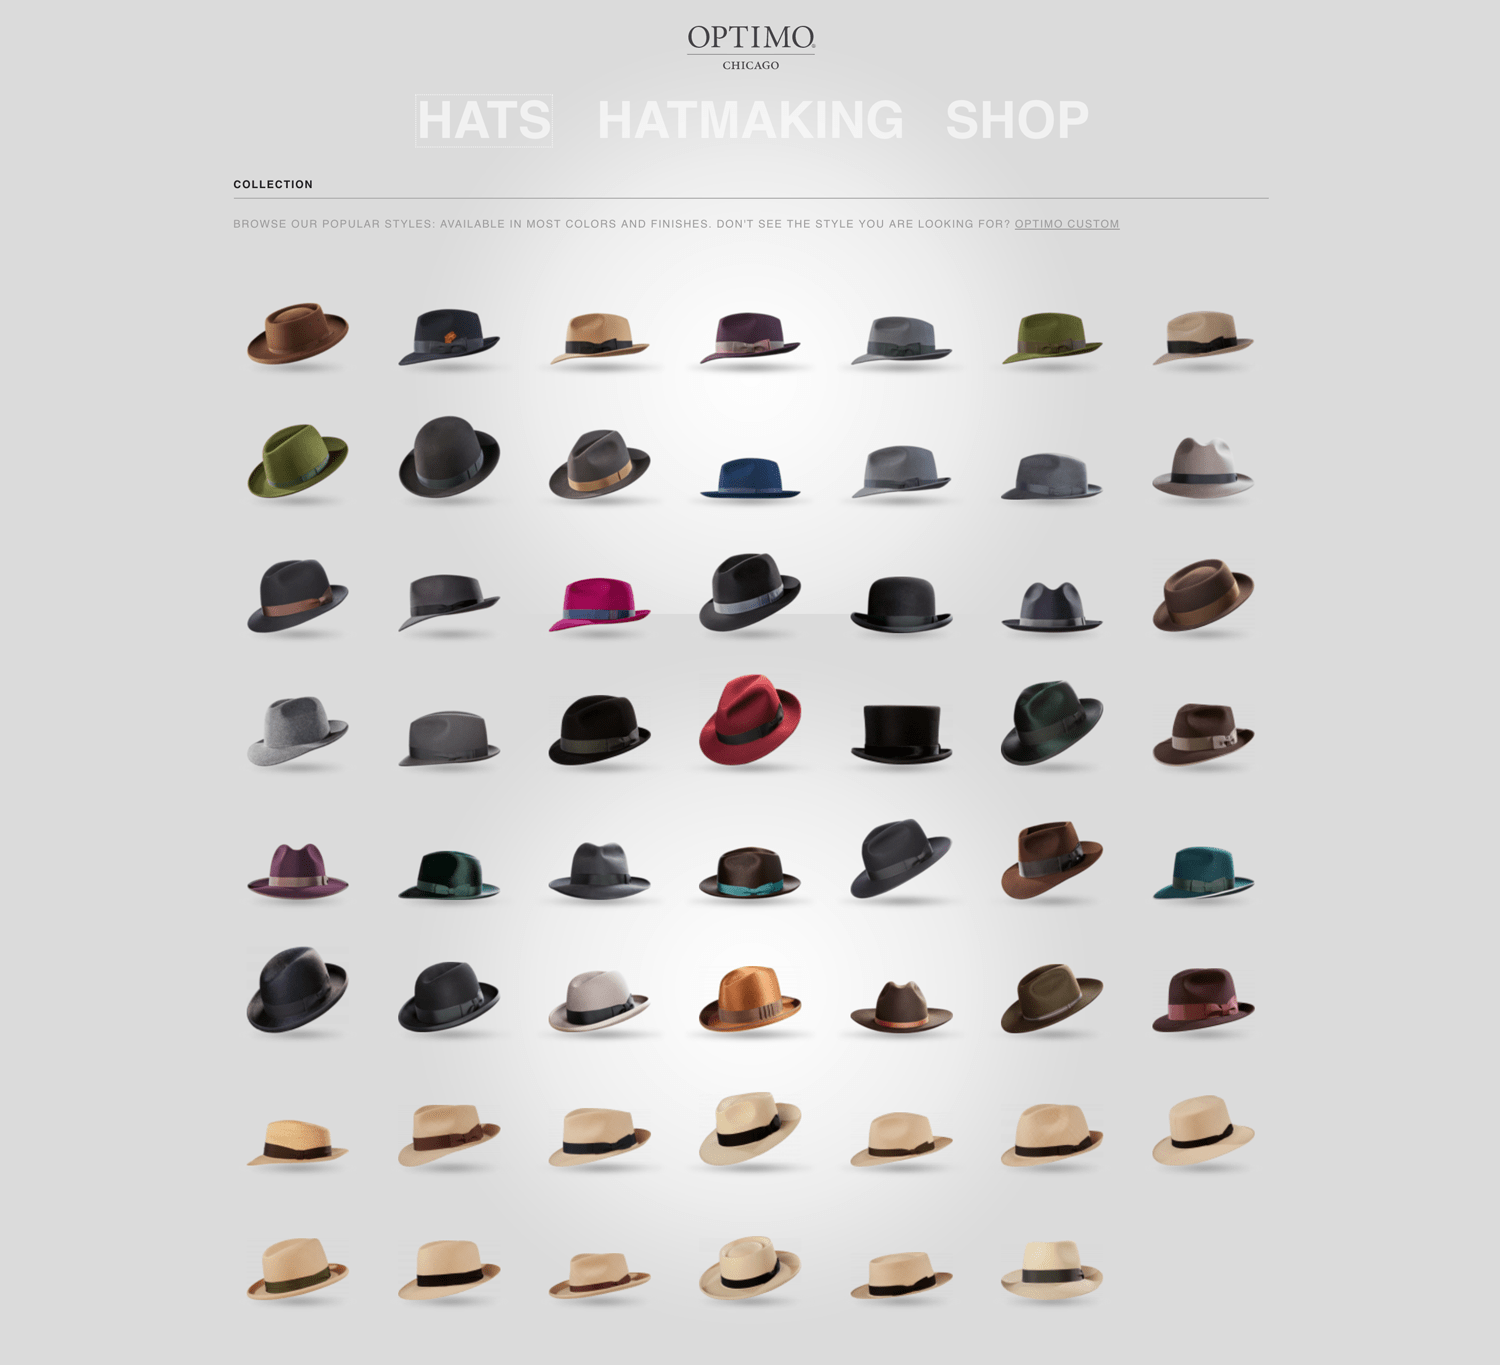 OPTIMO®
CHICAGO
HATS HATMAKING SHOP
COLLECTION
BROWSE OUR POPULAR STYLES: AVAILABLE IN MOST COLORS AND FINISHES. DON'T SEE THE STYLE YOU ARE LOOKING FOR? OPTIMO CUSTOM